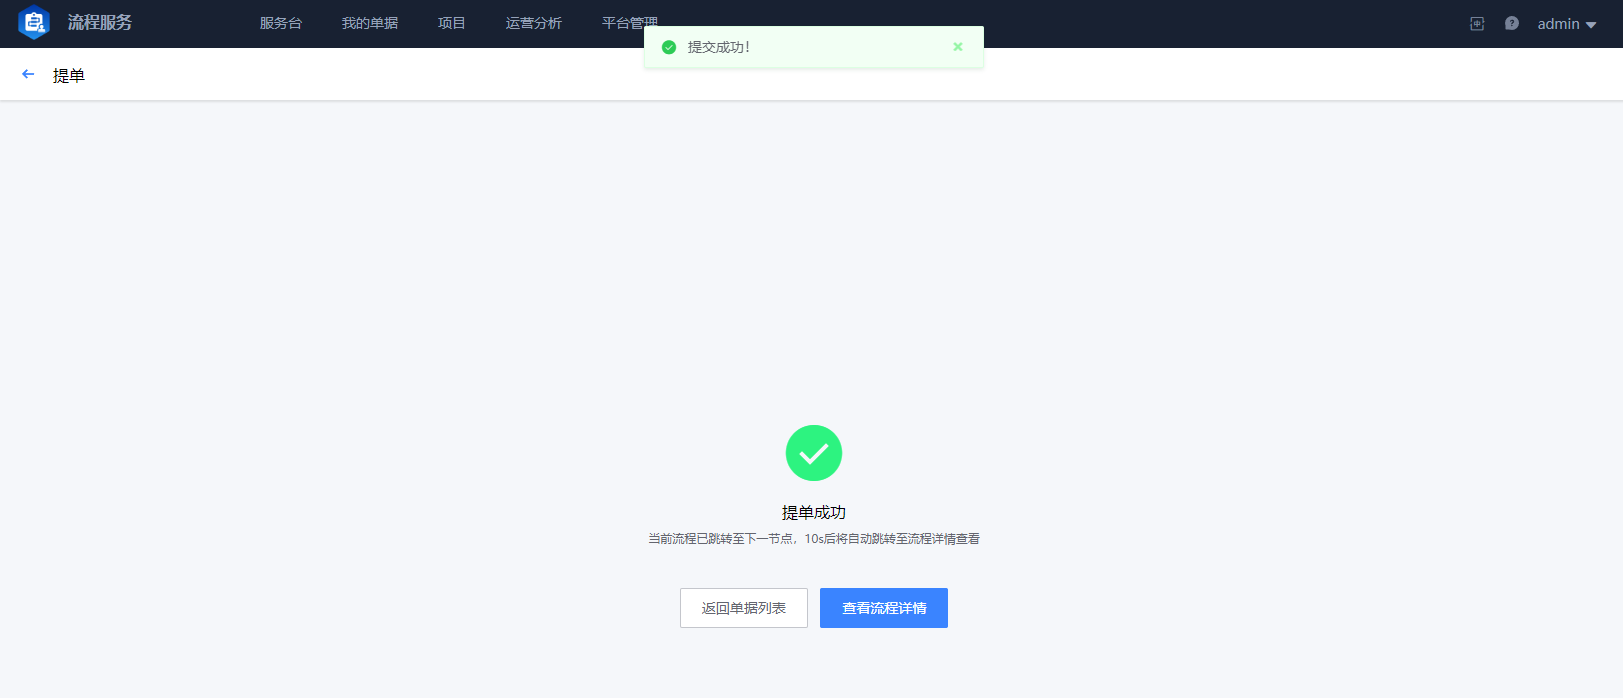 流程服务
服务台
我的单据
项目
运营分析
平台管理
admin
提交成功！
提单
提单成功
当前流程已跳转至下一节点，10s后将自动跳转至流程详情查看
返回单据列表
查看流程详情